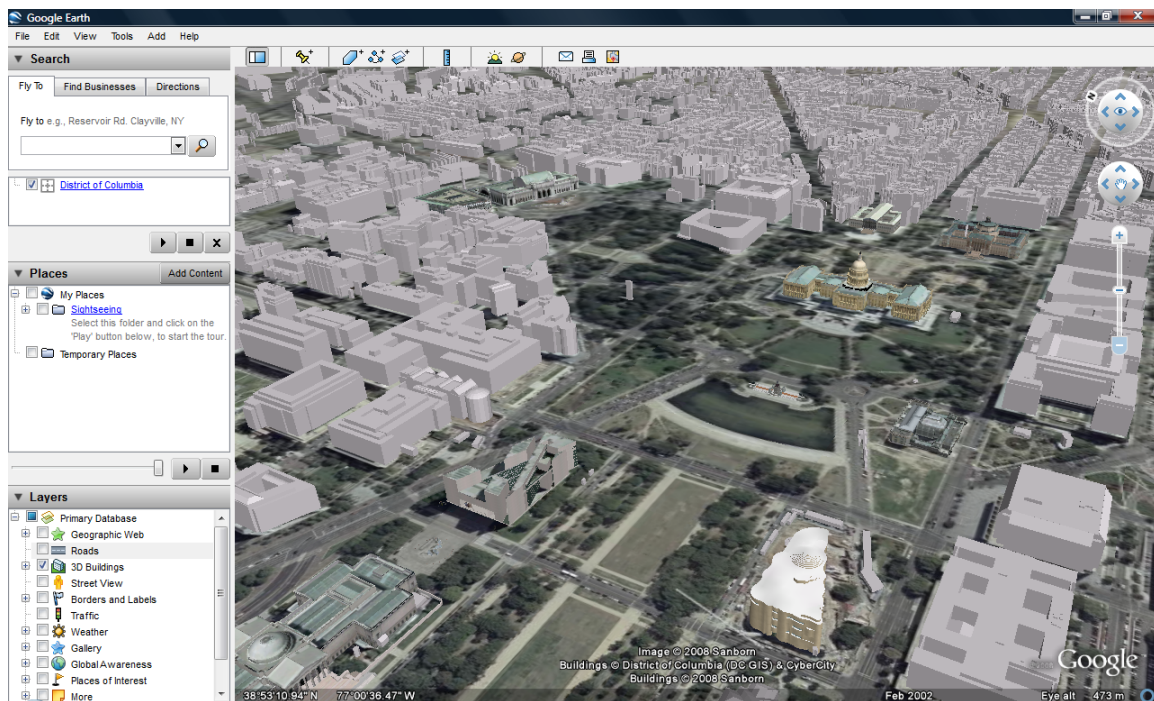 Google Earth
File Edit View Tools Add Help
Search
Fly To Find Businesses Directions
Fly to e.g., Reservoir Rd. Clayville, NY
District of Columbia
Places Add Content
My Places
Sightseeing
Select this folder and click on the
'Play' button below, to start the tour.
Temporary Places
Layers
Primary Database
Geographic Web
Roads
3D Buildings
Street View
Borders and Labels
Traffic
Weather
Gallery
Global Awareness
Places of Interest
More
N
Image © 2008 Sanborn
Buildings © District of Columbia (DC GIS) & CyberCity
Buildings © 2008 Sanborn
Google
38°53'10.94" N 77°00'36.47" W
Feb 2002
Eye alt 473 m